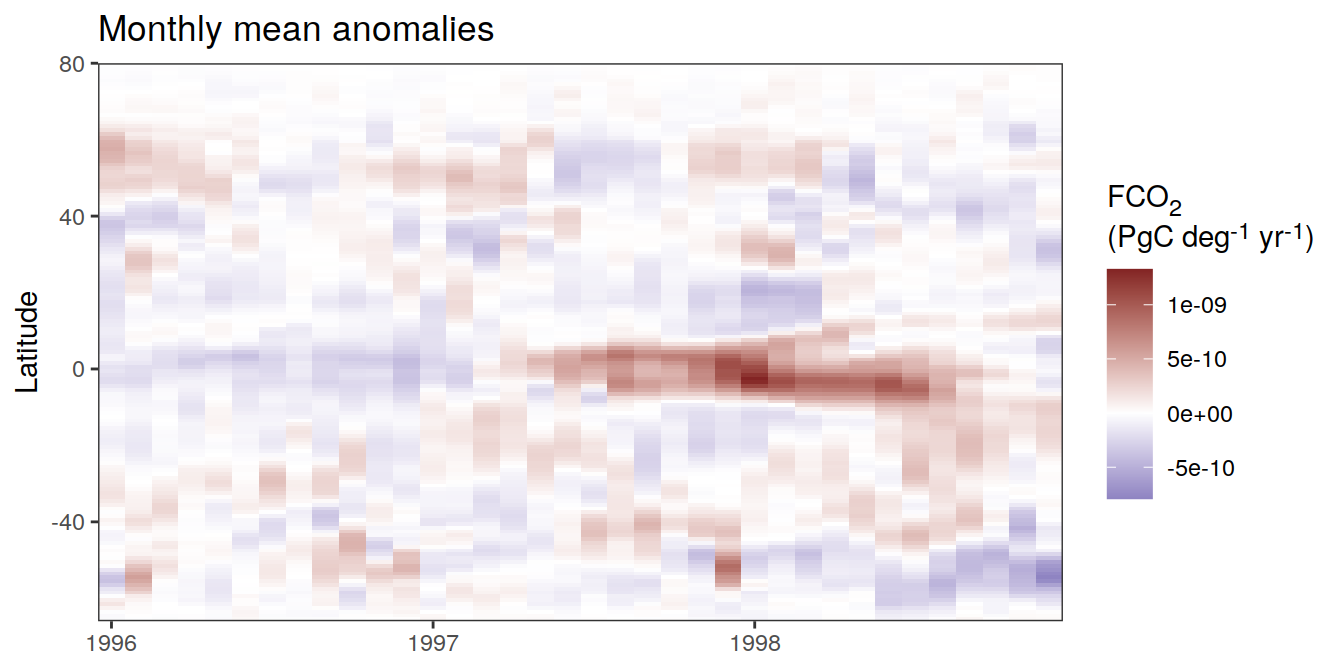 Monthly mean anomalies
80
40
0
-40
Latitude
1996
1997
1998
FCO₂
(PgC deg⁻¹ yr⁻¹)
1e-09
5e-10
0e+00
-5e-10